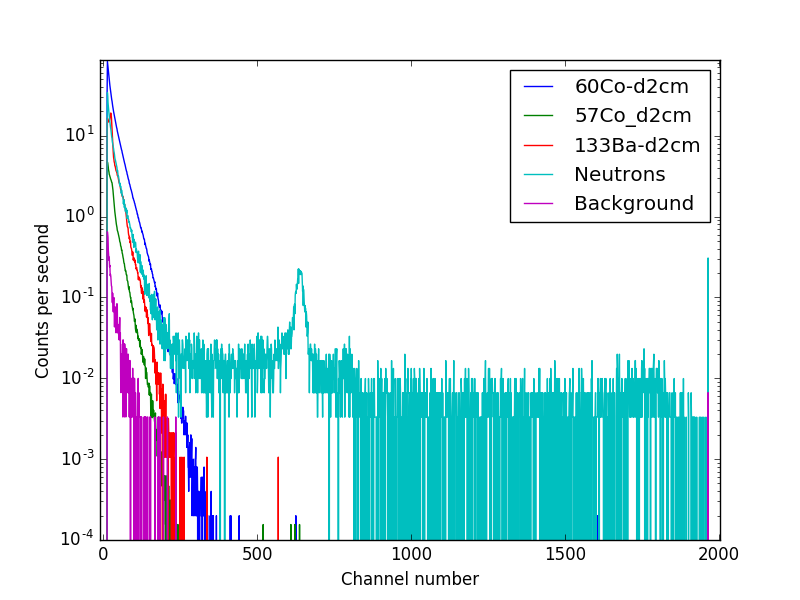 60Co-d2cm
57Co_d2cm
133Ba-d2cm
Neutrons
Background
10^1
10^0
10^-1
10^-2
10^-3
10^-4
Counts per second
0 500 1000 1500 2000
Channel number